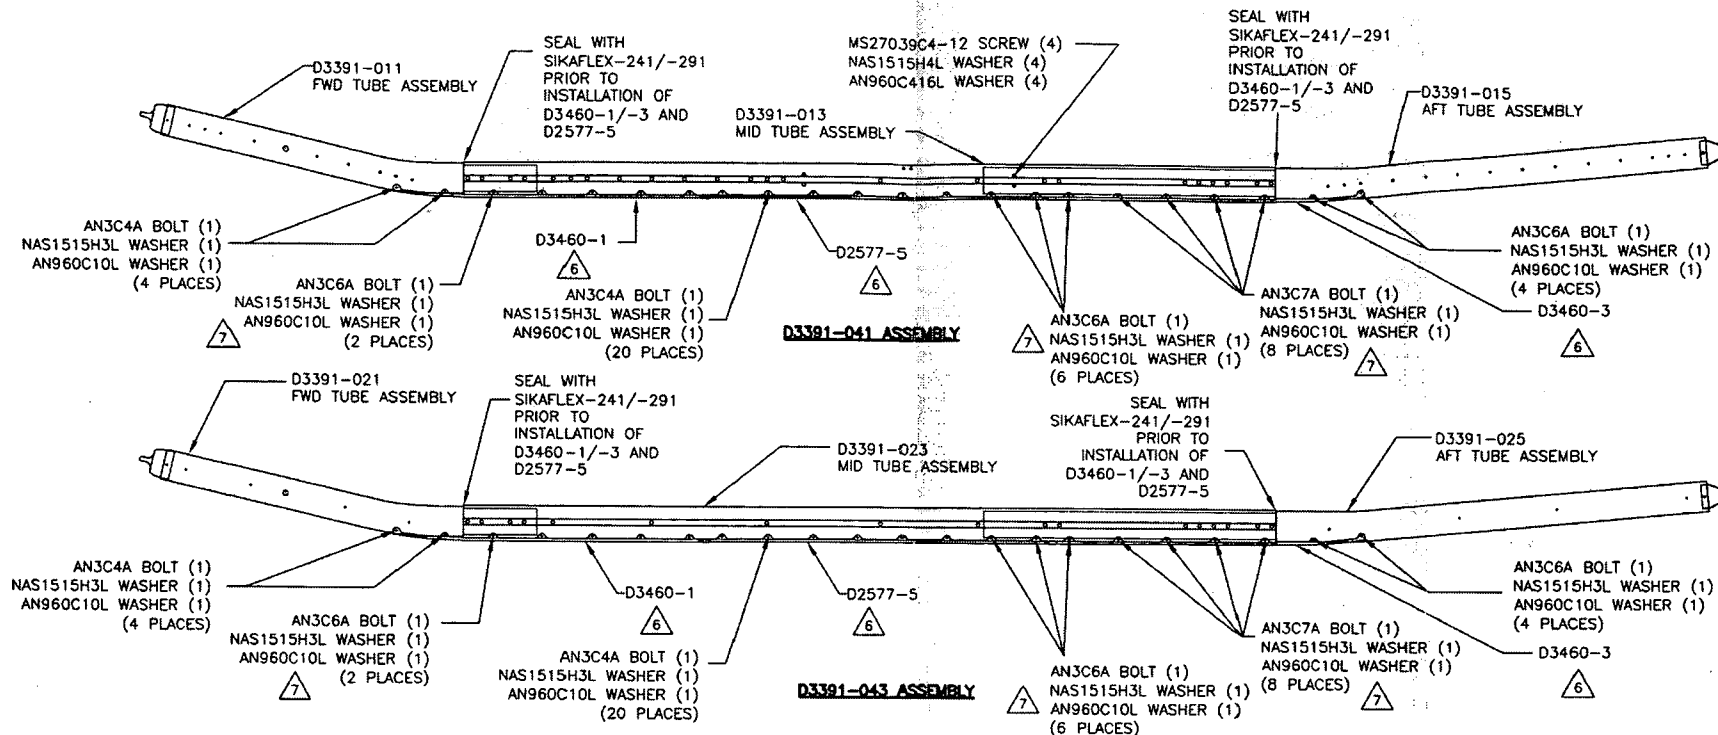 SEAL WITH
SIKAFLEX-241/-291
PRIOR TO
INSTALLATION OF
D3460-1/-3 AND
D2577-5
D3391-011
FWD TUBE ASSEMBLY
MS27039C4-12 SCREW (4)
NAS1515H4L WASHER (4)
AN960C416L WASHER (4)
D3391-013
MID TUBE ASSEMBLY
SEAL WITH
SIKAFLEX-241/-291
PRIOR TO
INSTALLATION OF
D3460-1/-3 AND
D2577-5
D3391-015
AFT TUBE ASSEMBLY
AN3C4A BOLT (1)
NAS1515H3L WASHER (1)
AN960C10L WASHER (1)
(4 PLACES)
AN3C6A BOLT (1)
NAS1515H3L WASHER (1)
AN960C10L WASHER (1)
(2 PLACES)
7
D3460-1
6
AN3C4A BOLT (1)
NAS1515H3L WASHER (1)
AN960C10L WASHER (1)
(20 PLACES)
D2577-5
6
D3391-041 ASSEMBLY
7
AN3C6A BOLT (1)
NAS1515H3L WASHER (1)
AN960C10L WASHER (1)
(6 PLACES)
AN3C7A BOLT (1)
NAS1515H3L WASHER (1)
AN960C10L WASHER (1)
(8 PLACES)
7
AN3C6A BOLT (1)
NAS1515H3L WASHER (1)
AN960C10L WASHER (1)
(4 PLACES)
D3460-3
6
D3391-021
FWD TUBE ASSEMBLY
SEAL WITH
SIKAFLEX-241/-291
PRIOR TO
INSTALLATION OF
D3460-1/-3 AND
D2577-5
D3391-023
MID TUBE ASSEMBLY
SEAL WITH
SIKAFLEX-241/-291
PRIOR TO
INSTALLATION OF
D3460-1/-3 AND
D2577-5
D3391-025
AFT TUBE ASSEMBLY
AN3C4A BOLT (1)
NAS1515H3L WASHER (1)
AN960C10L WASHER (1)
(4 PLACES)
AN3C6A BOLT (1)
NAS1515H3L WASHER (1)
AN960C10L WASHER (1)
(2 PLACES)
7
D3460-1
6
AN3C4A BOLT (1)
NAS1515H3L WASHER (1)
AN960C10L WASHER (1)
(20 PLACES)
D2577-5
6
D3391-043 ASSEMBLY
7
AN3C6A BOLT (1)
NAS1515H3L WASHER (1)
AN960C10L WASHER (1)
(6 PLACES)
AN3C7A BOLT (1)
NAS1515H3L WASHER (1)
AN960C10L WASHER (1)
(8 PLACES)
7
AN3C6A BOLT (1)
NAS1515H3L WASHER (1)
AN960C10L WASHER (1)
(4 PLACES)
D3460-3
6